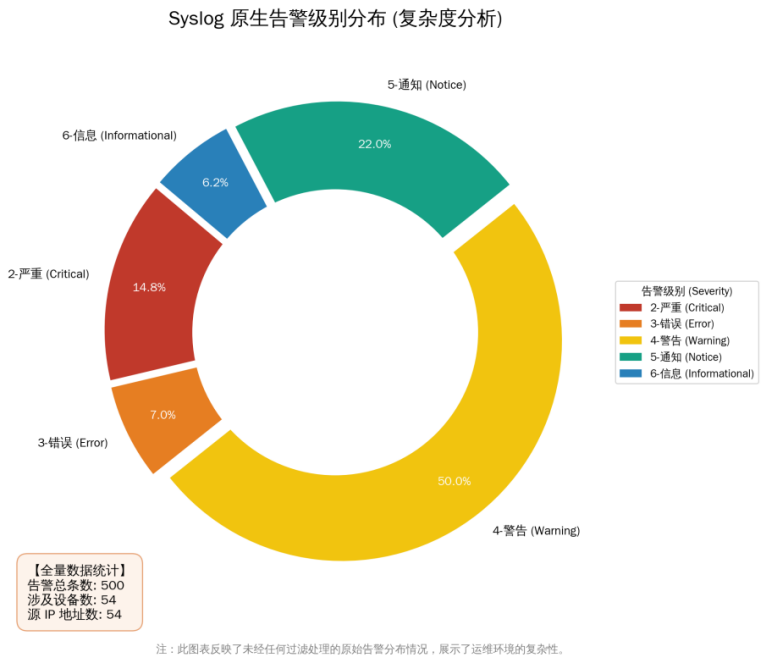 Syslog 原生告警级别分布 (复杂度分析)
5-通知 (Notice)
22.0%
6-信息 (Informational)
6.2%
2-严重 (Critical)
14.8%
3-错误 (Error)
7.0%
50.0%
4-警告 (Warning)
告警级别 (Severity)
2-严重 (Critical)
3-错误 (Error)
4-警告 (Warning)
5-通知 (Notice)
6-信息 (Informational)
【全量数据统计】
告警总条数: 500
涉及设备数: 54
源 IP 地址数: 54
注：此图表反映了未经任何过滤处理的原始告警分布情况，展示了运维环境的复杂性。